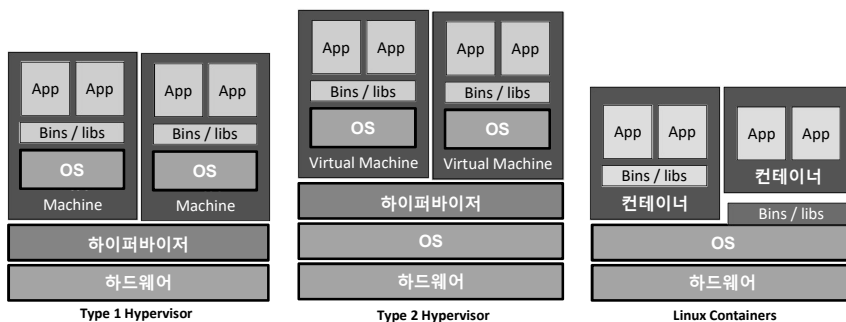 App App
Bins / libs
OS
Machine
App App
Bins / libs
OS
Machine
하이퍼바이저
하드웨어
Type 1 Hypervisor
App App
Bins / libs
OS
Virtual Machine
App App
Bins / libs
OS
Virtual Machine
하이퍼바이저
OS
하드웨어
Type 2 Hypervisor
App App
Bins / libs
컨테이너
App App
컨테이너
Bins / libs
OS
하드웨어
Linux Containers